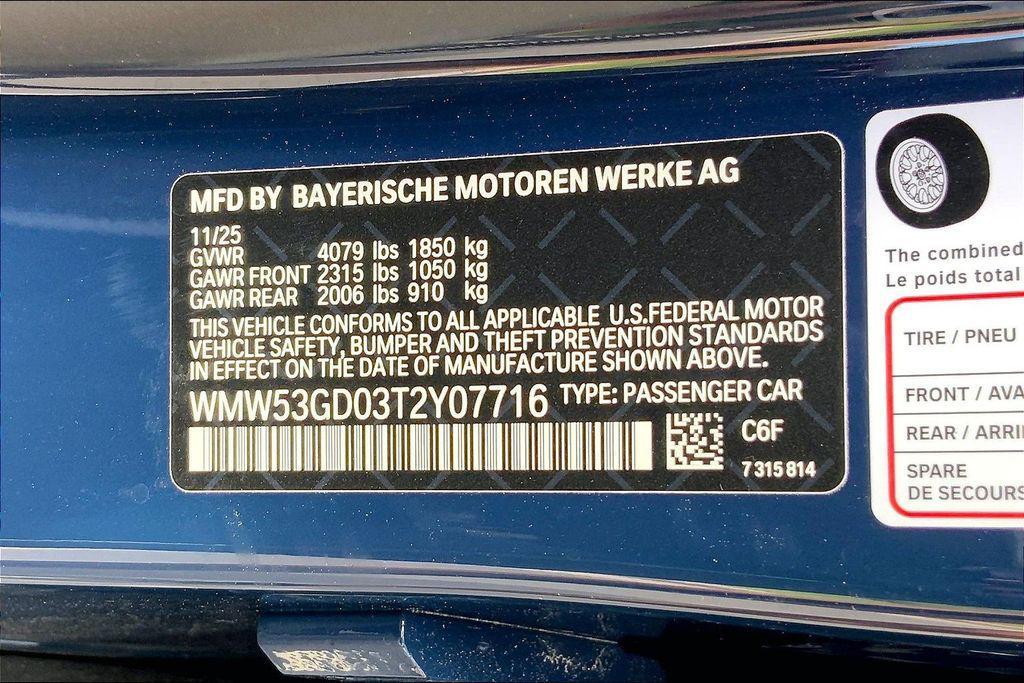 MFD BY BAYERISCHE MOTOREN WERKE AG
11/25
GVWR 4079 lbs 1850 kg
GAWR FRONT 2315 lbs 1050 kg
GAWR REAR 2006 lbs 910 kg
THIS VEHICLE CONFORMS TO ALL APPLICABLE U.S.FEDERAL MOTOR
VEHICLE SAFETY, BUMPER AND THEFT PREVENTION STANDARDS
IN EFFECT ON THE DATE OF MANUFACTURE SHOWN ABOVE.
WMW53GD03T2Y07716 TYPE: PASSENGER CAR
C6F
7315814
The combined
Le poids total
TIRE / PNEU
FRONT / AVA
REAR / ARRI
SPARE
DE SECOURS